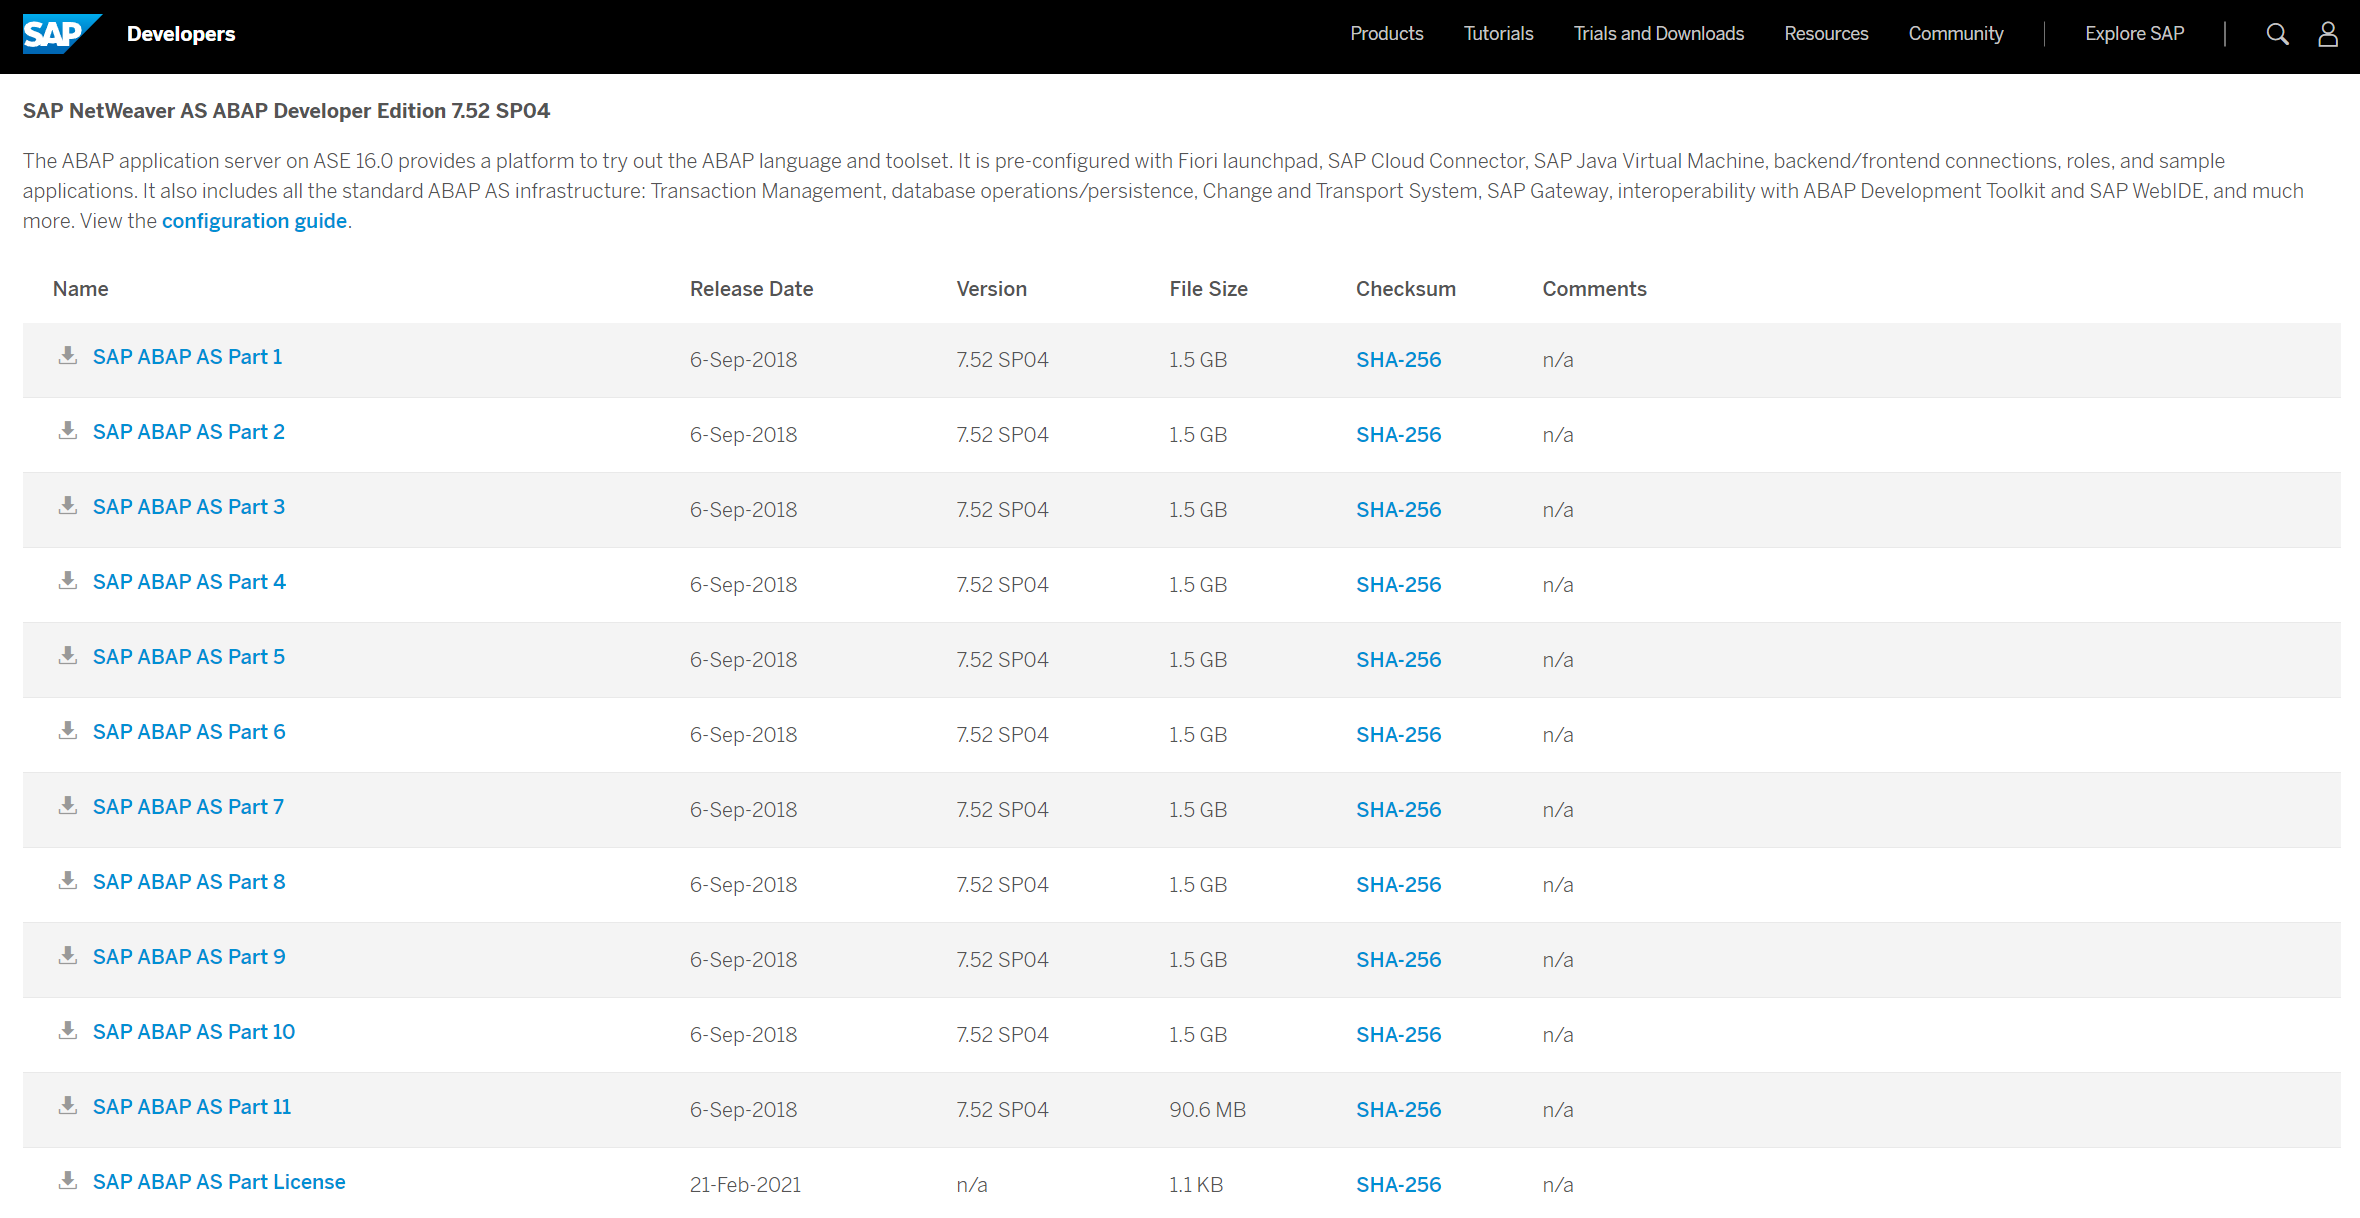 SAP Developers Products Tutorials Trials and Downloads Resources Community Explore SAP
SAP NetWeaver AS ABAP Developer Edition 7.52 SP04
The ABAP application server on ASE 16.0 provides a platform to try out the ABAP language and toolset. It is pre-configured with Fiori launchpad, SAP Cloud Connector, SAP Java Virtual Machine, backend/frontend connections, roles, and sample
applications. It also includes all the standard ABAP AS infrastructure: Transaction Management, database operations/persistence, Change and Transport System, SAP Gateway, interoperability with ABAP Development Toolkit and SAP WebIDE, and much
more. View the configuration guide.
Name Release Date Version File Size Checksum Comments
SAP ABAP AS Part 1 6-Sep-2018 7.52 SP04 1.5 GB SHA-256 n/a
SAP ABAP AS Part 2 6-Sep-2018 7.52 SP04 1.5 GB SHA-256 n/a
SAP ABAP AS Part 3 6-Sep-2018 7.52 SP04 1.5 GB SHA-256 n/a
SAP ABAP AS Part 4 6-Sep-2018 7.52 SP04 1.5 GB SHA-256 n/a
SAP ABAP AS Part 5 6-Sep-2018 7.52 SP04 1.5 GB SHA-256 n/a
SAP ABAP AS Part 6 6-Sep-2018 7.52 SP04 1.5 GB SHA-256 n/a
SAP ABAP AS Part 7 6-Sep-2018 7.52 SP04 1.5 GB SHA-256 n/a
SAP ABAP AS Part 8 6-Sep-2018 7.52 SP04 1.5 GB SHA-256 n/a
SAP ABAP AS Part 9 6-Sep-2018 7.52 SP04 1.5 GB SHA-256 n/a
SAP ABAP AS Part 10 6-Sep-2018 7.52 SP04 1.5 GB SHA-256 n/a
SAP ABAP AS Part 11 6-Sep-2018 7.52 SP04 90.6 MB SHA-256 n/a
SAP ABAP AS Part License 21-Feb-2021 n/a 1.1 KB SHA-256 n/a